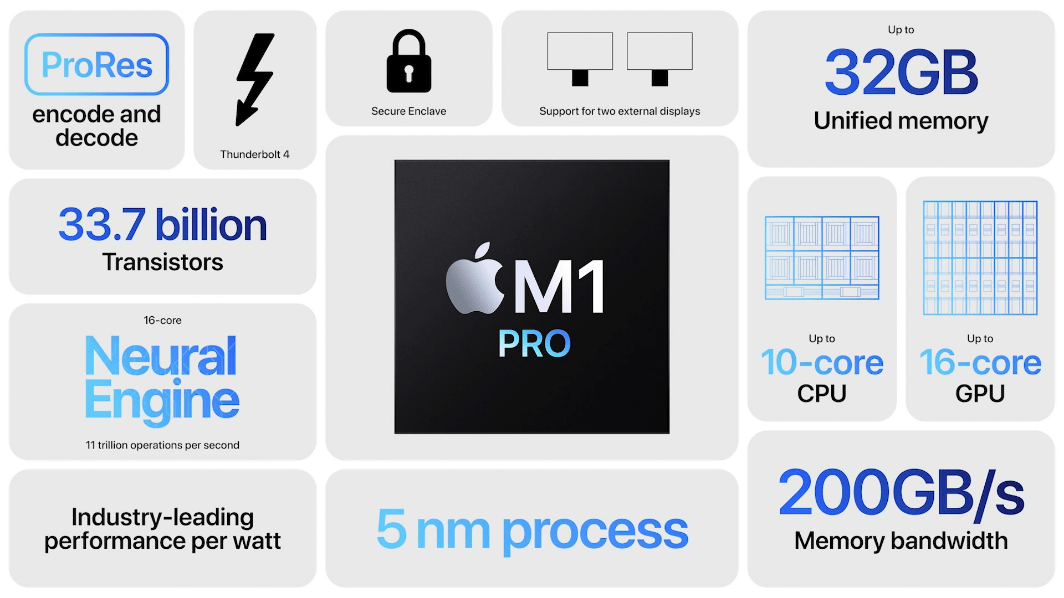 ProRes
encode and
decode
Thunderbolt 4
Secure Enclave
Support for two external displays
Up to
32GB
Unified memory
33.7 billion
Transistors
M1
PRO
Up to
10-core
CPU
Up to
16-core
GPU
16-core
Neural
Engine
11 trillion operations per second
Industry-leading
performance per watt
5 nm process
200GB/s
Memory bandwidth